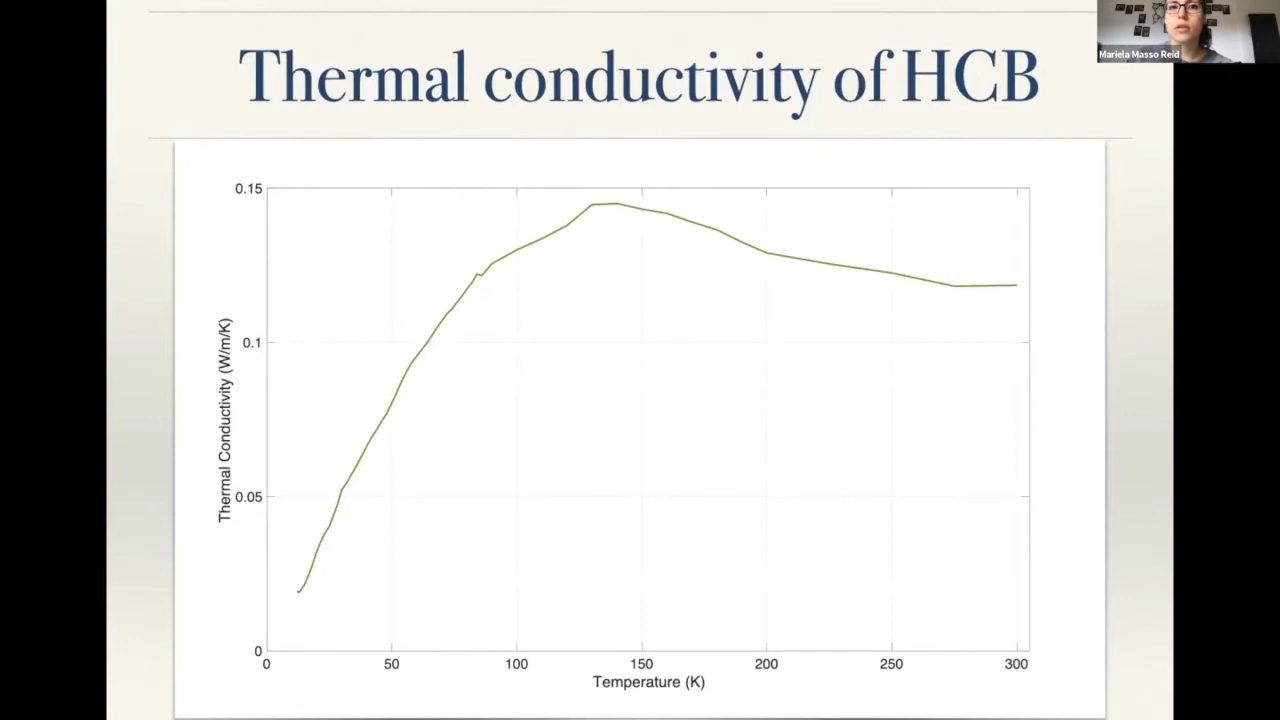 Mariela Masso Reid
Thermal conductivity of HCB
0.15
0.1
0.05
0
Thermal Conductivity (W/m/K)
0 50 100 150 200 250 300
Temperature (K)